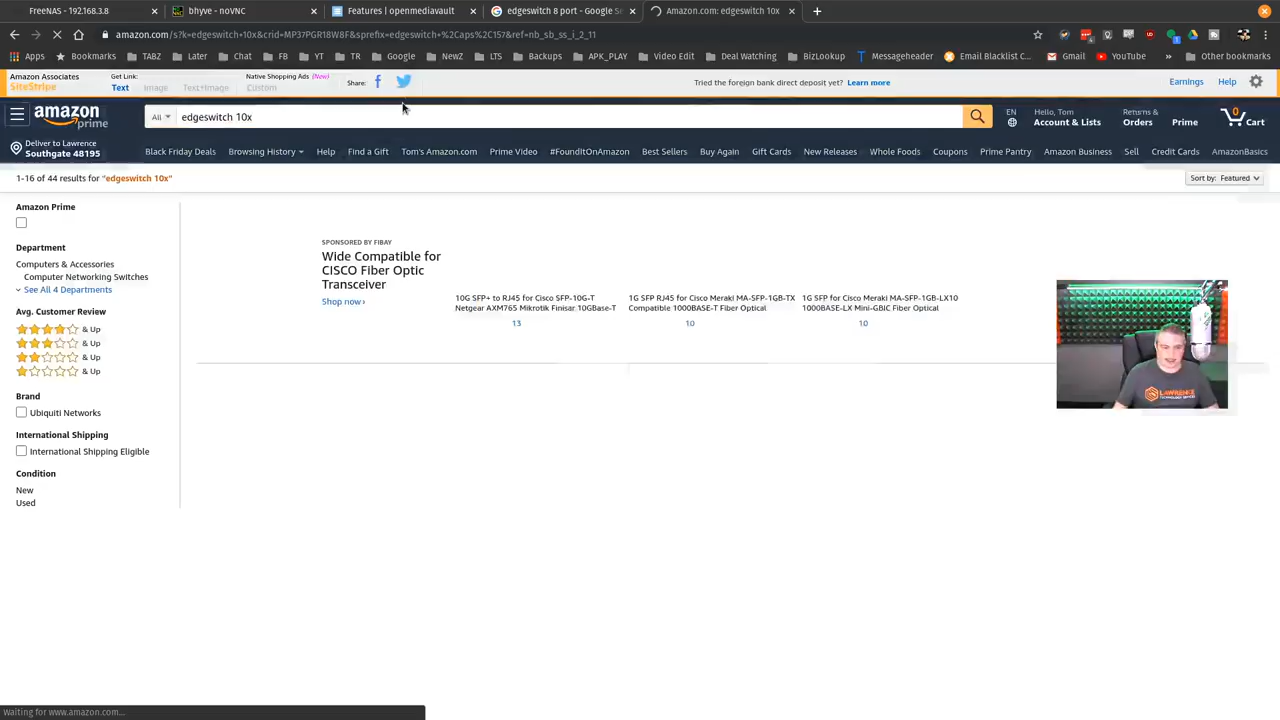 FreeNAS - 192.168.3.8
bhyve - noVNC
Features | openmediavault
edgeswitch 8 port - Google Se
Amazon.com: edgeswitch 10x
amazon.com/s?k=edgeswitch+10x&crid=MP37PGR18W8F&sprefix=edgeswitch+%2Caps%2C157&ref=nb_sb_ss_i_2_11
Apps Bookmarks TABZ Later Chat FB YT TR Google NewZ LTS Backups APK_PLAY Video Edit Deal Watching BizLookup Messageheader Email Blacklist C... Gmail YouTube » Other bookmarks
Amazon Associates
SiteStripe
Get Link:
Text Image Text+Image
Native Shopping Ads (New)
Custom
Share:
Tried the foreign bank direct deposit yet? Learn more
Earnings Help
amazon
prime
All
edgeswitch 10x
EN
Hello, Tom
Account & Lists
Returns &
Orders
Prime
0
Cart
Deliver to Lawrence
Southgate 48195
Black Friday Deals Browsing History Help Find a Gift Tom's Amazon.com Prime Video #FoundItOnAmazon Best Sellers Buy Again Gift Cards New Releases Whole Foods Coupons Prime Pantry Amazon Business Sell Credit Cards AmazonBasics
1-16 of 44 results for "edgeswitch 10x"
Sort by: Featured
Amazon Prime
Department
Computers & Accessories
Computer Networking Switches
See All 4 Departments
Avg. Customer Review
& Up
& Up
& Up
& Up
Brand
Ubiquiti Networks
International Shipping
International Shipping Eligible
Condition
New
Used
SPONSORED BY FIBAY
Wide Compatible for
CISCO Fiber Optic
Transceiver
Shop now ›
10G SFP+ to RJ45 for Cisco SFP-10G-T
Netgear AXM765 Mikrotik Finisar 10GBase-T
13
1G SFP RJ45 for Cisco Meraki MA-SFP-1GB-TX
Compatible 1000BASE-T Fiber Optical
10
1G SFP for Cisco Meraki MA-SFP-1GB-LX10
1000BASE-LX Mini-GBIC Fiber Optical
10
LAWRENCE
Waiting for www.amazon.com...